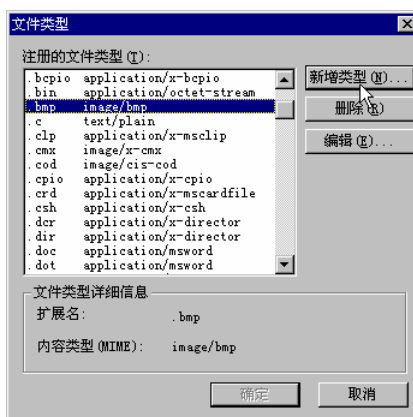 文件类型
注册的文件类型(T):
.bcpio application/x-bcpio
.bin application/octet-stream
.bmp image/bmp
.c text/plain
.clp application/x-msclip
.cmx image/x-cmx
.cod image/cis-cod
.cpio application/x-cpio
.crd application/x-mscardfile
.csh application/x-csh
.dcr application/x-director
.dir application/x-director
.doc application/msword
.dot application/msword
新增类型(N)...
删除(R)
编辑(E)...
文件类型详细信息
扩展名: .bmp
内容类型(MIME): image/bmp
确定
取消